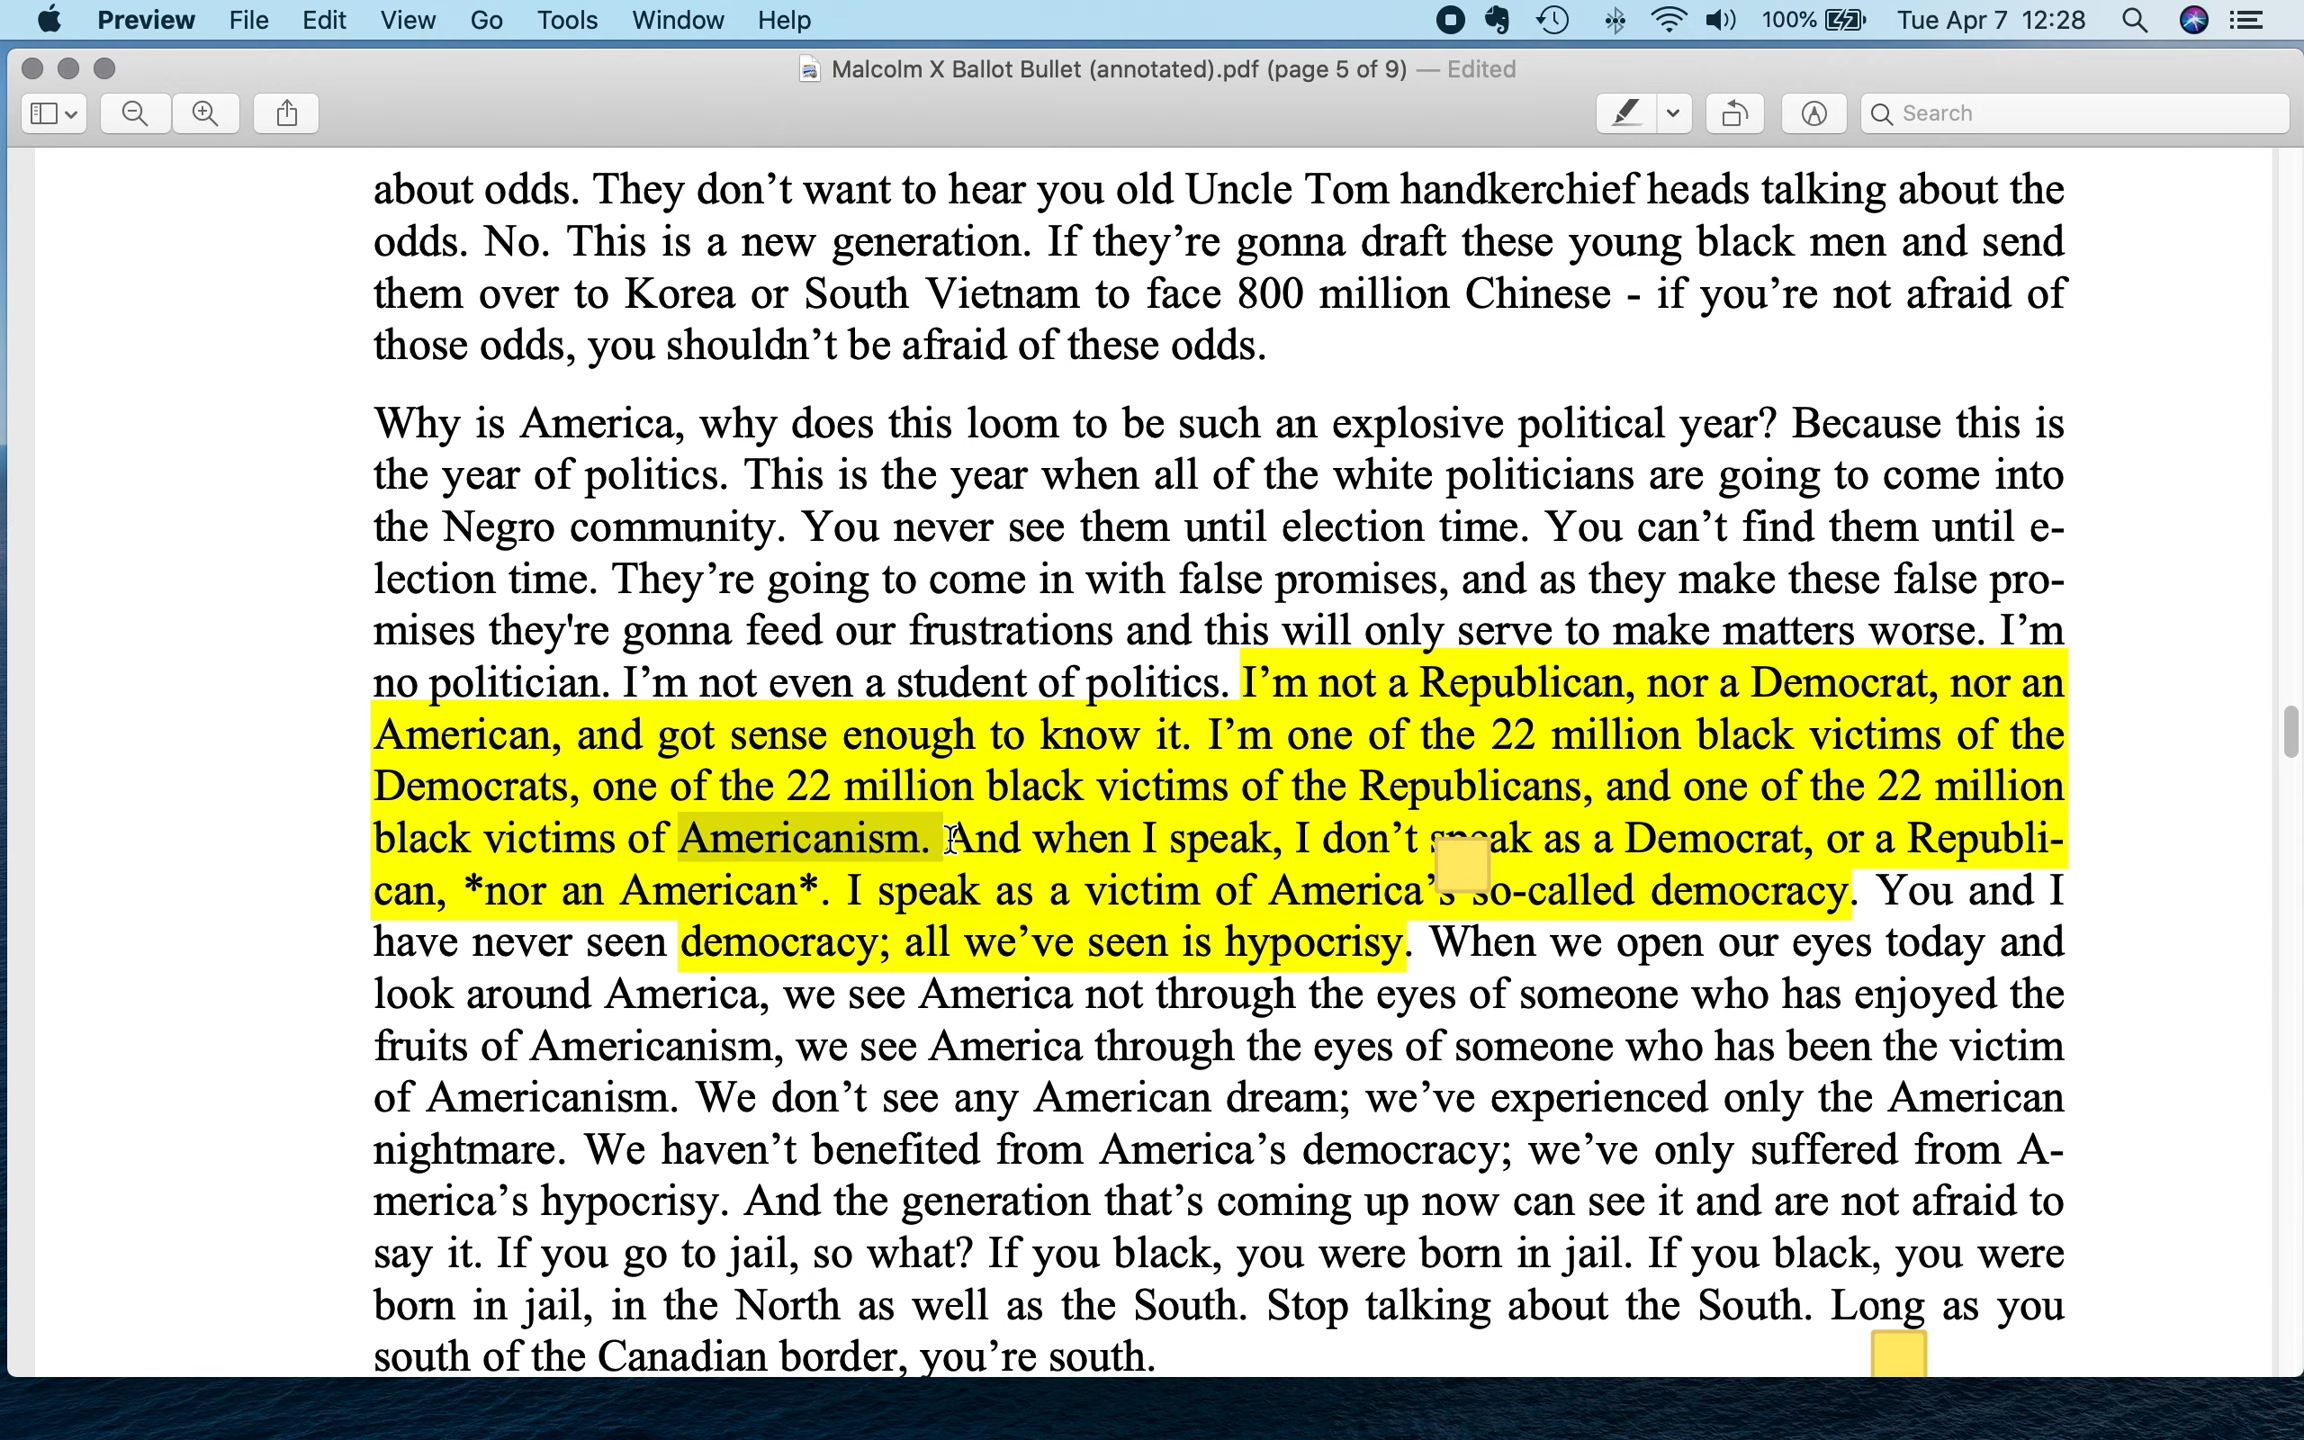 Preview File Edit View Go Tools Window Help 100% Tue Apr 7 12:28
Malcolm X Ballot Bullet (annotated).pdf (page 5 of 9) — Edited
Search
about odds. They don’t want to hear you old Uncle Tom handkerchief heads talking about the
odds. No. This is a new generation. If they’re gonna draft these young black men and send
them over to Korea or South Vietnam to face 800 million Chinese - if you’re not afraid of
those odds, you shouldn’t be afraid of these odds.
Why is America, why does this loom to be such an explosive political year? Because this is
the year of politics. This is the year when all of the white politicians are going to come into
the Negro community. You never see them until election time. You can’t find them until e-
lection time. They’re going to come in with false promises, and as they make these false pro-
mises they're gonna feed our frustrations and this will only serve to make matters worse. I’m
no politician. I’m not even a student of politics. I’m not a Republican, nor a Democrat, nor an
American, and got sense enough to know it. I’m one of the 22 million black victims of the
Democrats, one of the 22 million black victims of the Republicans, and one of the 22 million
black victims of Americanism. And when I speak, I don’t speak as a Democrat, or a Republi-
can, *nor an American*. I speak as a victim of America’s so-called democracy. You and I
have never seen democracy; all we’ve seen is hypocrisy. When we open our eyes today and
look around America, we see America not through the eyes of someone who has enjoyed the
fruits of Americanism, we see America through the eyes of someone who has been the victim
of Americanism. We don’t see any American dream; we’ve experienced only the American
nightmare. We haven’t benefited from America’s democracy; we’ve only suffered from A-
merica’s hypocrisy. And the generation that’s coming up now can see it and are not afraid to
say it. If you go to jail, so what? If you black, you were born in jail. If you black, you were
born in jail, in the North as well as the South. Stop talking about the South. Long as you
south of the Canadian border, you’re south.